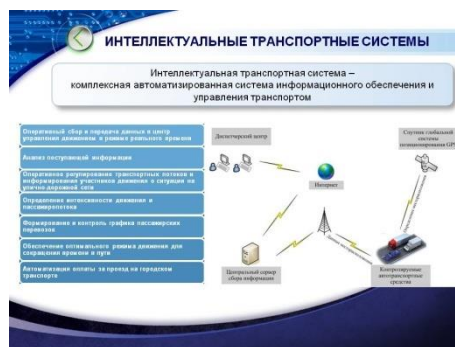 ИНТЕЛЛЕКТУАЛЬНЫЕ ТРАНСПОРТНЫЕ СИСТЕМЫ
Интеллектуальная транспортная система –
комплексная автоматизированная система информационного обеспечения и
управления транспортом
Оперативный сбор и передача данных в центр
управления движением в режиме реального времени
Анализ поступающей информации
Оперативное регулирование транспортных потоков и
информирование участников движения о ситуации на
улично-дорожной сети
Определение интенсивности движения и
пассажиропотока
Формирование и контроль графика пассажирских
перевозок
Обеспечение оптимального режима движения для
сокращения времени и пути
Автоматизация оплаты за проезд на городском
транспорте
Диспетчерский центр
Спутник глобальной
системы
позиционирования GPS
Интернет
Центральный сервер
сбора информации
Контролируемые
автотранспортные
средства